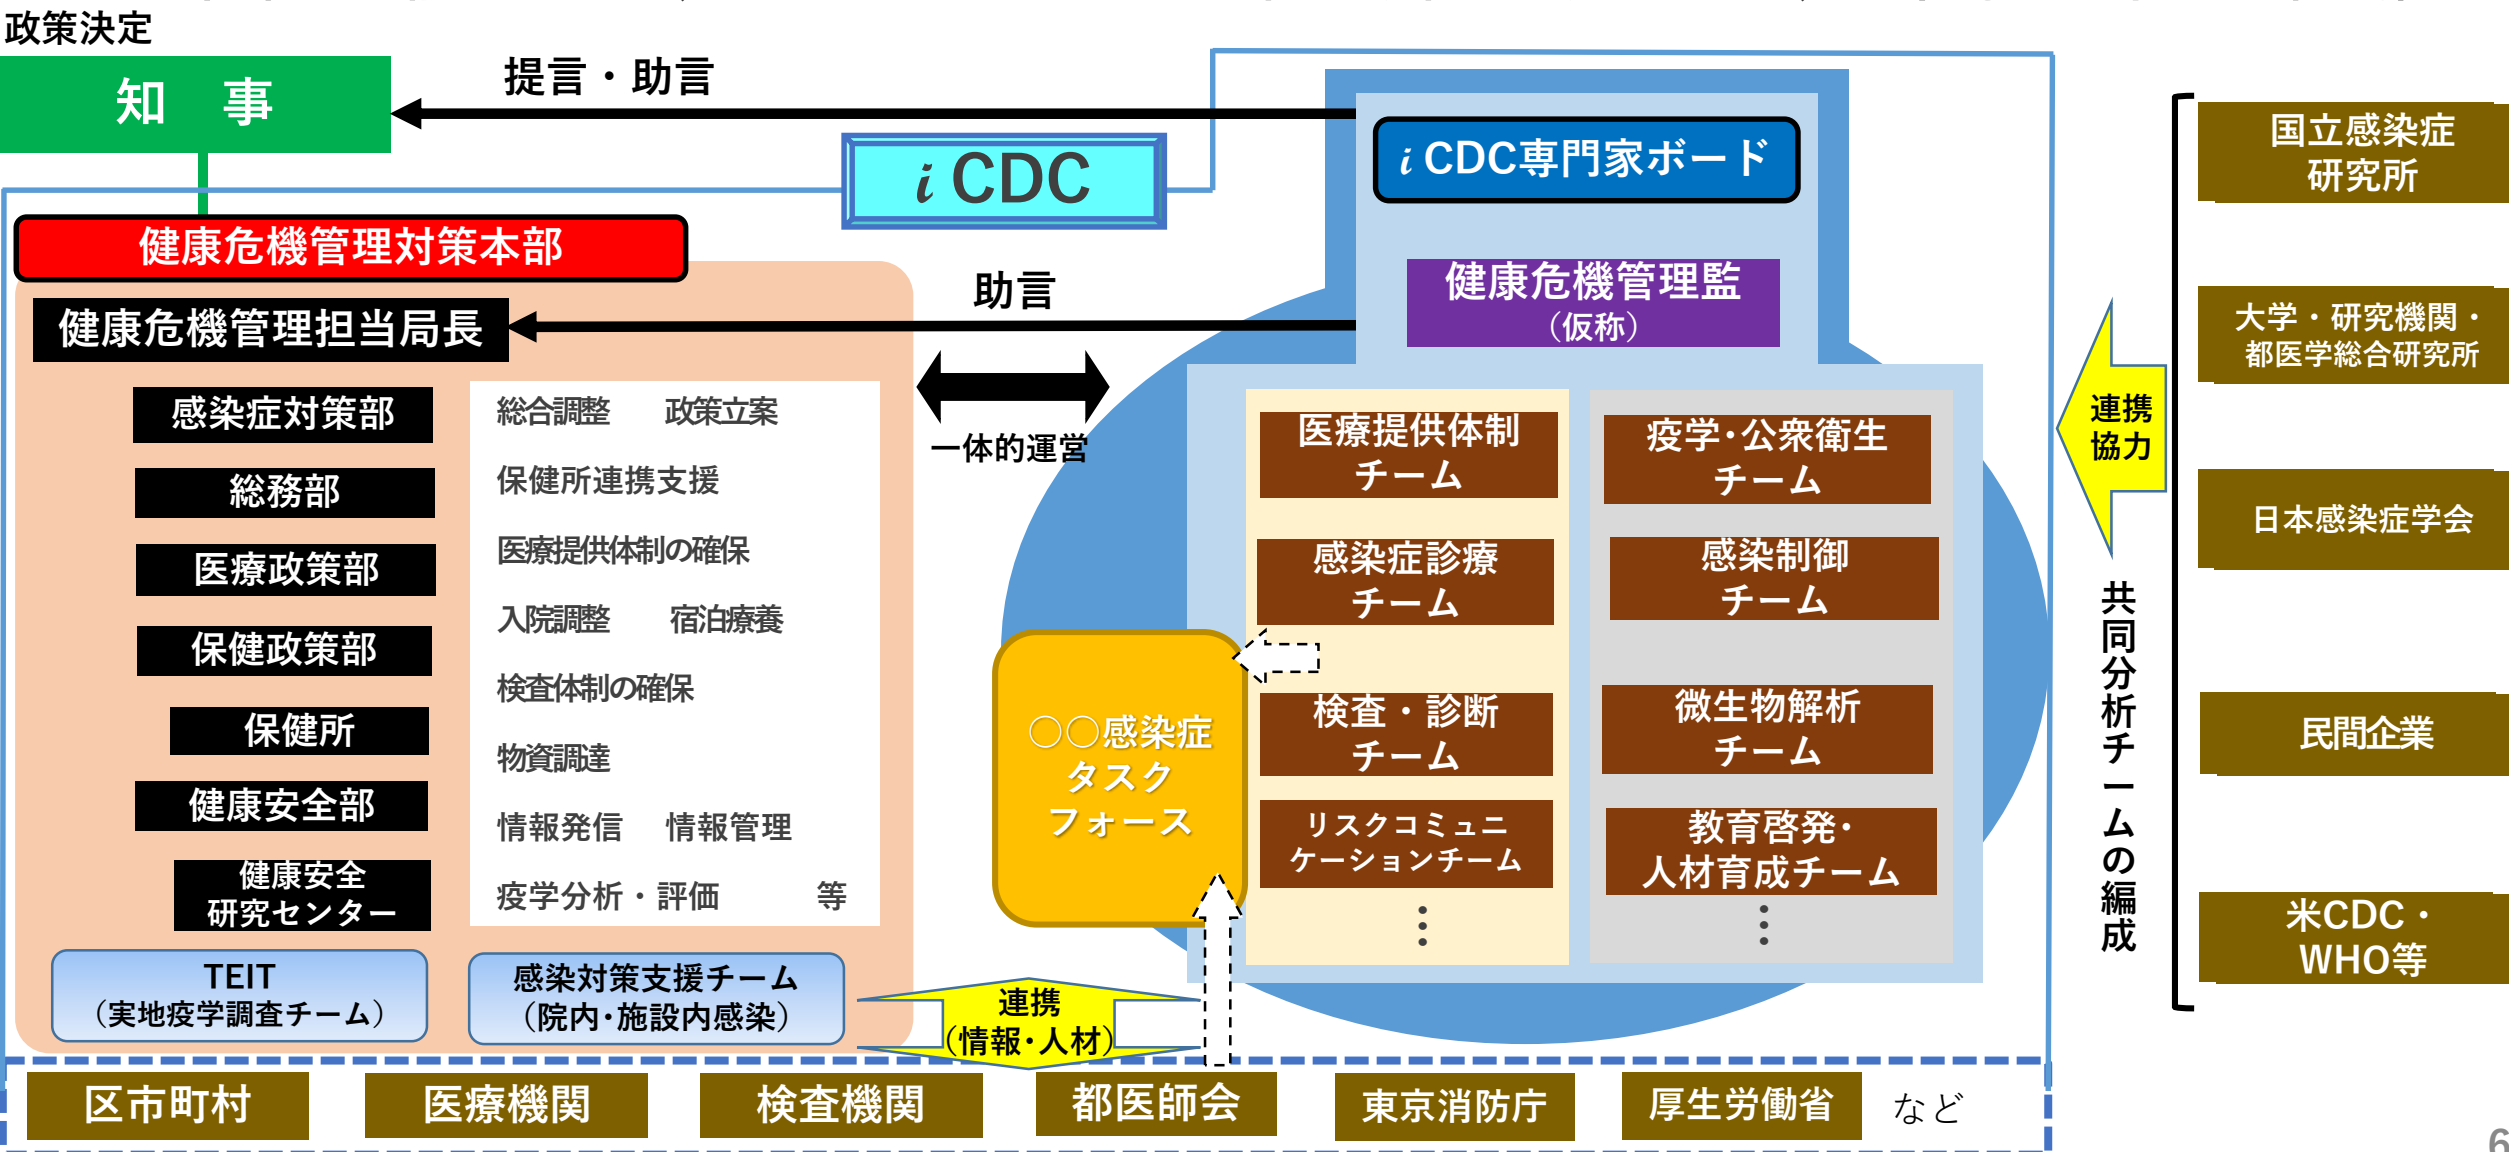 政策決定
知　事
提言・助言
i CDC
i CDC専門家ボード
健康危機管理対策本部
健康危機管理監
（仮称）
助言
健康危機管理担当局長
一体的運営
感染症対策部
総務部
医療政策部
保健政策部
保健所
健康安全部
健康安全
研究センター
総合調整　政策立案
保健所連携支援
医療提供体制の確保
入院調整　宿泊療養
検査体制の確保
物資調達
情報発信　情報管理
疫学分析・評価　等
TEIT
（実地疫学調査チーム）
感染対策支援チーム
（院内・施設内感染）
連携
（情報・人材）
〇〇感染症
タスク
フォース
医療提供体制
チーム
感染症診療
チーム
検査・診断
チーム
リスクコミュニ
ケーションチーム
⋮
疫学・公衆衛生
チーム
感染制御
チーム
微生物解析
チーム
教育啓発・
人材育成チーム
⋮
連携
協力
共同分析チームの編成
国立感染症
研究所
大学・研究機関・
都医学総合研究所
日本感染症学会
民間企業
米CDC・
WHO等
区市町村
医療機関
検査機関
都医師会
東京消防庁
厚生労働省
など
6